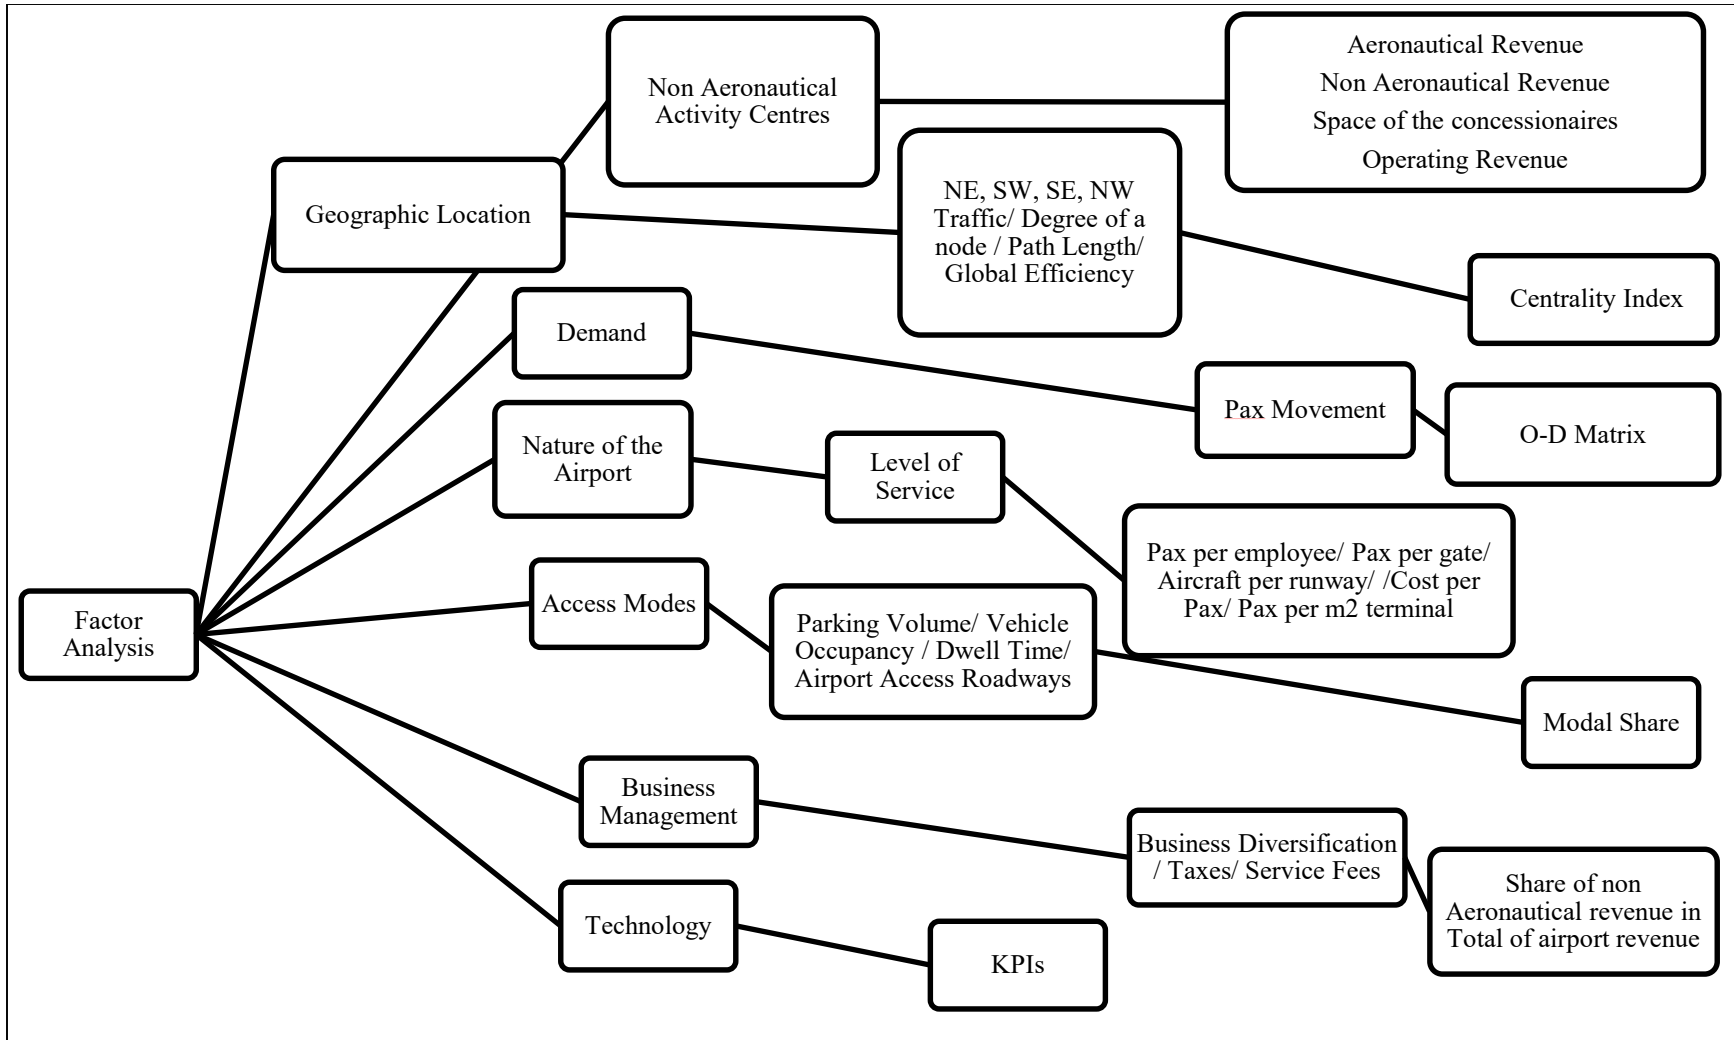 Non Aeronautical
Activity Centres
Aeronautical Revenue
Non Aeronautical Revenue
Space of the concessionaires
Operating Revenue
Geographic Location
NE, SW, SE, NW
Traffic/ Degree of a
node / Path Length/
Global Efficiency
Centrality Index
Demand
Pax Movement
O-D Matrix
Nature of the
Airport
Level of
Service
Pax per employee/ Pax per gate/
Aircraft per runway/ /Cost per
Pax/ Pax per m2 terminal
Factor
Analysis
Access Modes
Parking Volume/ Vehicle
Occupancy / Dwell Time/
Airport Access Roadways
Modal Share
Business
Management
Business Diversification
/ Taxes/ Service Fees
Share of non
Aeronautical revenue in
Total of airport revenue
Technology
KPIs